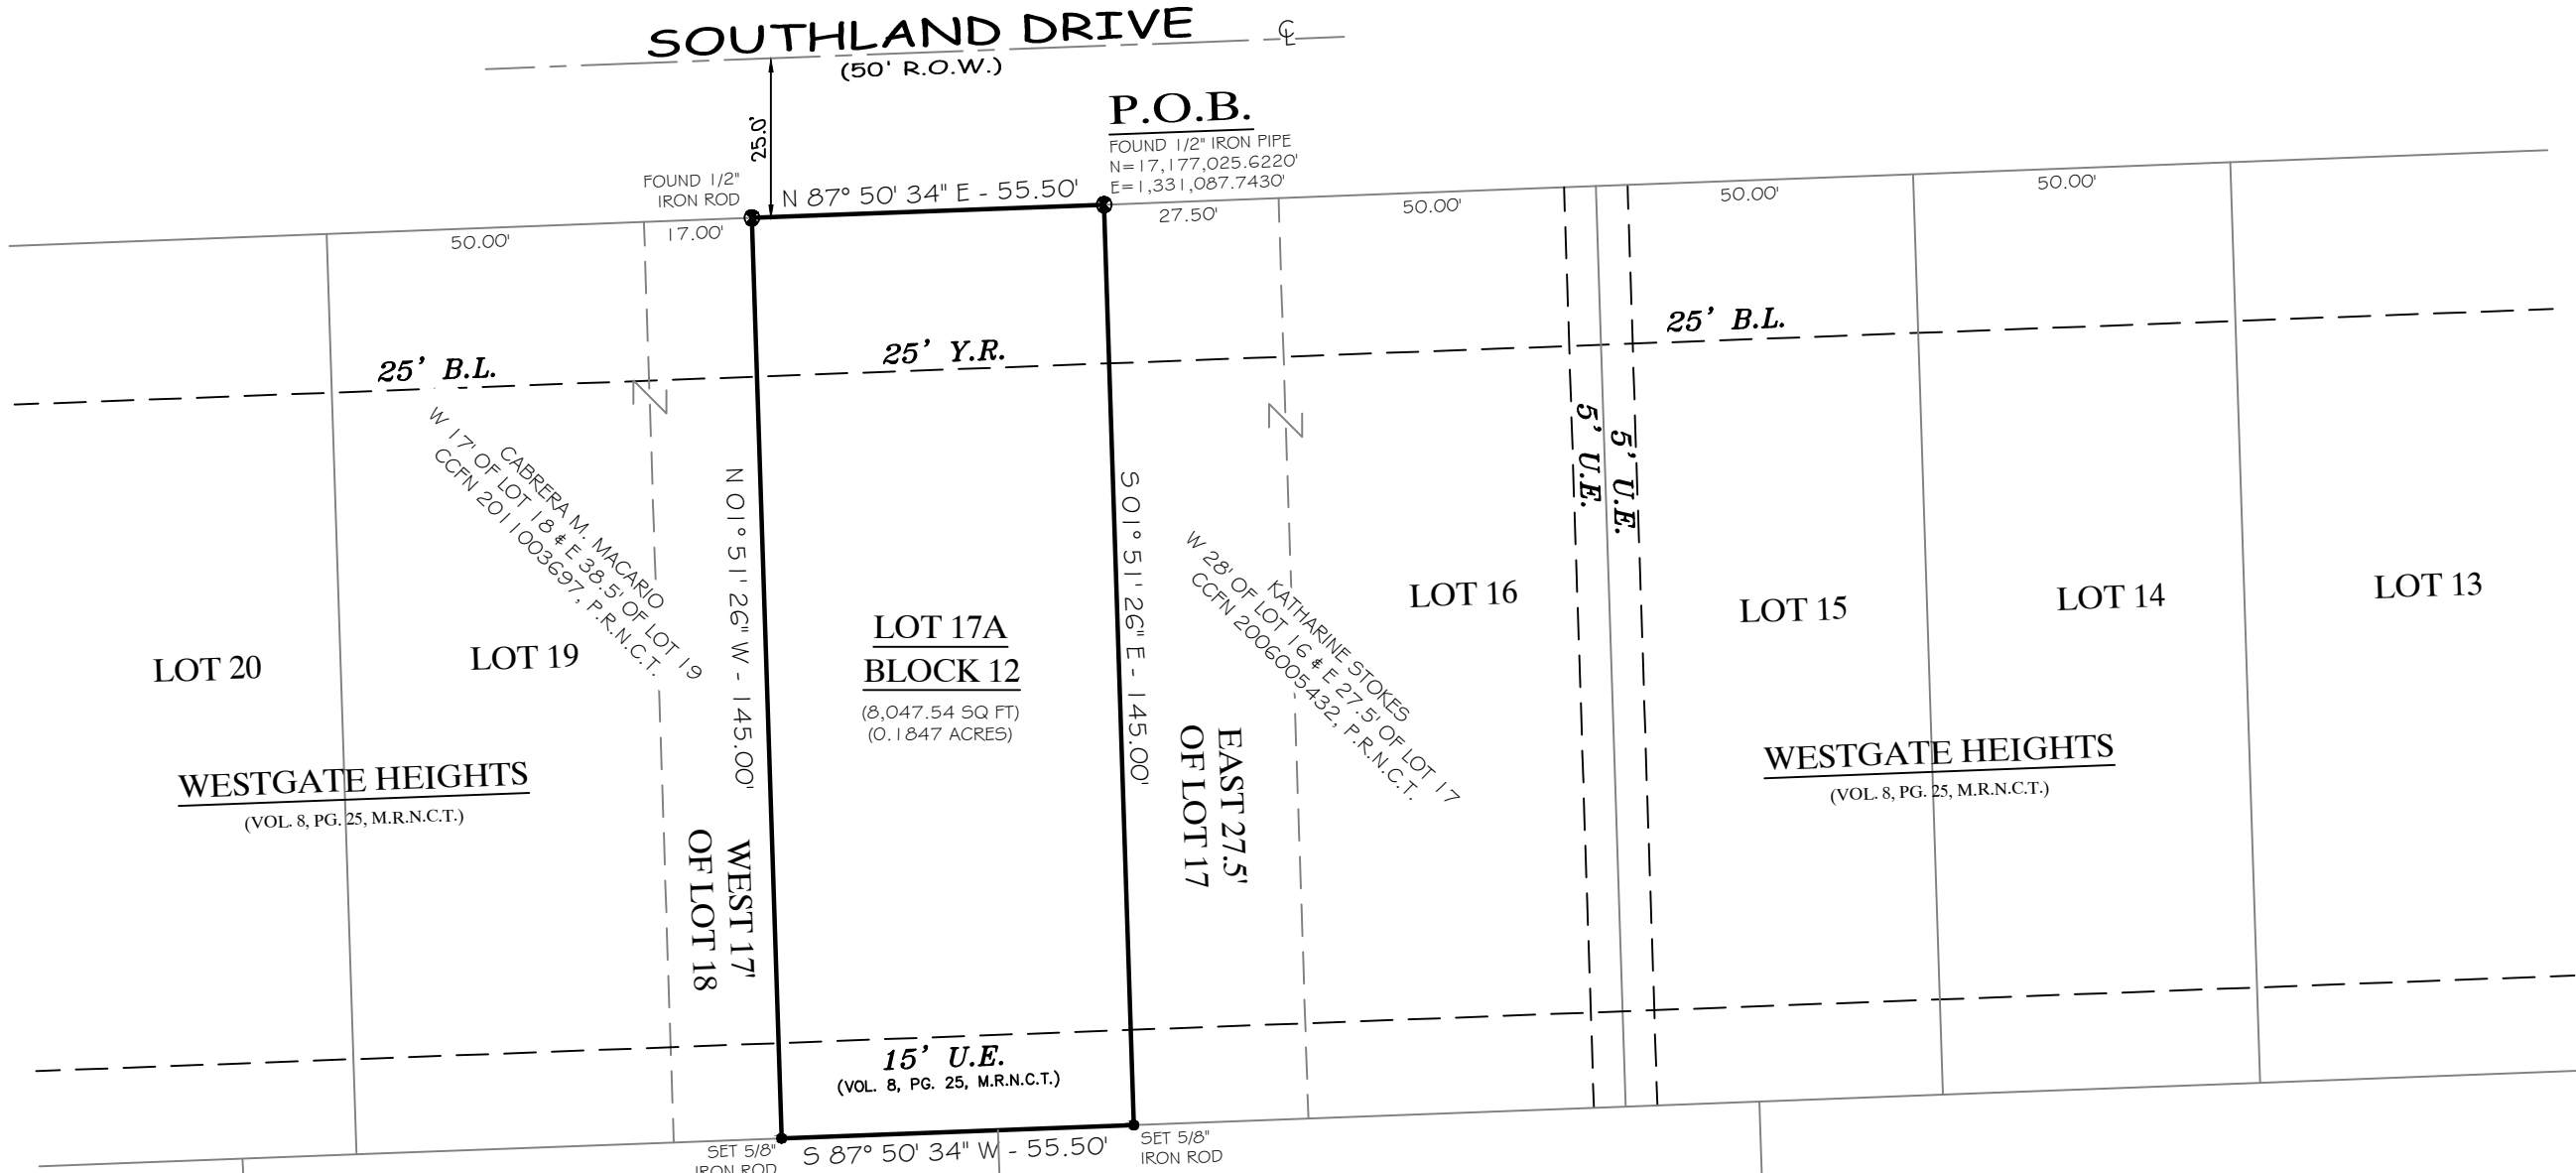 SOUTHLAND DRIVE
(50' R.O.W.)
℄
25.0'
P.O.B.
FOUND 1/2" IRON PIPE
N=17,177,025.6220'
E=1,331,087.7430'
FOUND 1/2"
IRON ROD
N 87° 50' 34" E - 55.50'
50.00'
17.00'
27.50'
50.00'
50.00'
50.00'
25' B.L.
25' Y.R.
25' B.L.
CABRERA M. MACARIO
W 17' OF LOT 18 & E 38.5' OF LOT 19
CCFN 2011003697, P.R.N.C.T.
N 01° 51' 26" W - 145.00'
S 01° 51' 26" E - 145.00'
KATHARINE STOKES
W 28' OF LOT 16 & E 27.5' OF LOT 17
CCFN 2006005432, P.R.N.C.T.
5' U.E.
5' U.E.
LOT 20
LOT 19
LOT 17A
BLOCK 12
(8,047.54 SQ FT)
(0.1847 ACRES)
LOT 16
LOT 15
LOT 14
LOT 13
WESTGATE HEIGHTS
(VOL. 8, PG. 25, M.R.N.C.T.)
WEST 17'
OF LOT 18
EAST 27.5'
OF LOT 17
WESTGATE HEIGHTS
(VOL. 8, PG. 25, M.R.N.C.T.)
15' U.E.
(VOL. 8, PG. 25, M.R.N.C.T.)
SET 5/8"
IRON ROD
S 87° 50' 34" W - 55.50'
SET 5/8"
IRON ROD